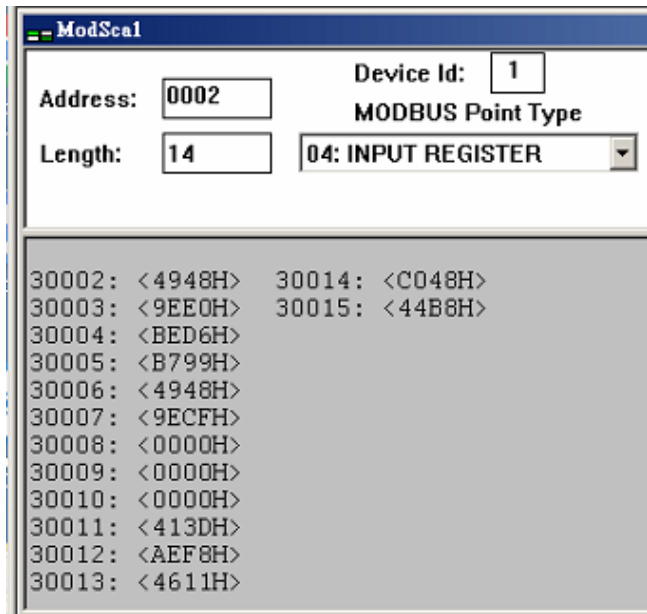 ModSca1
Device Id: 1
Address: 0002
MODBUS Point Type
Length: 14
04: INPUT REGISTER
30002: <4948H> 30014: <C048H>
30003: <9EE0H> 30015: <44B8H>
30004: <BED6H>
30005: <B799H>
30006: <4948H>
30007: <9ECFH>
30008: <0000H>
30009: <0000H>
30010: <0000H>
30011: <413DH>
30012: <AEF8H>
30013: <4611H>